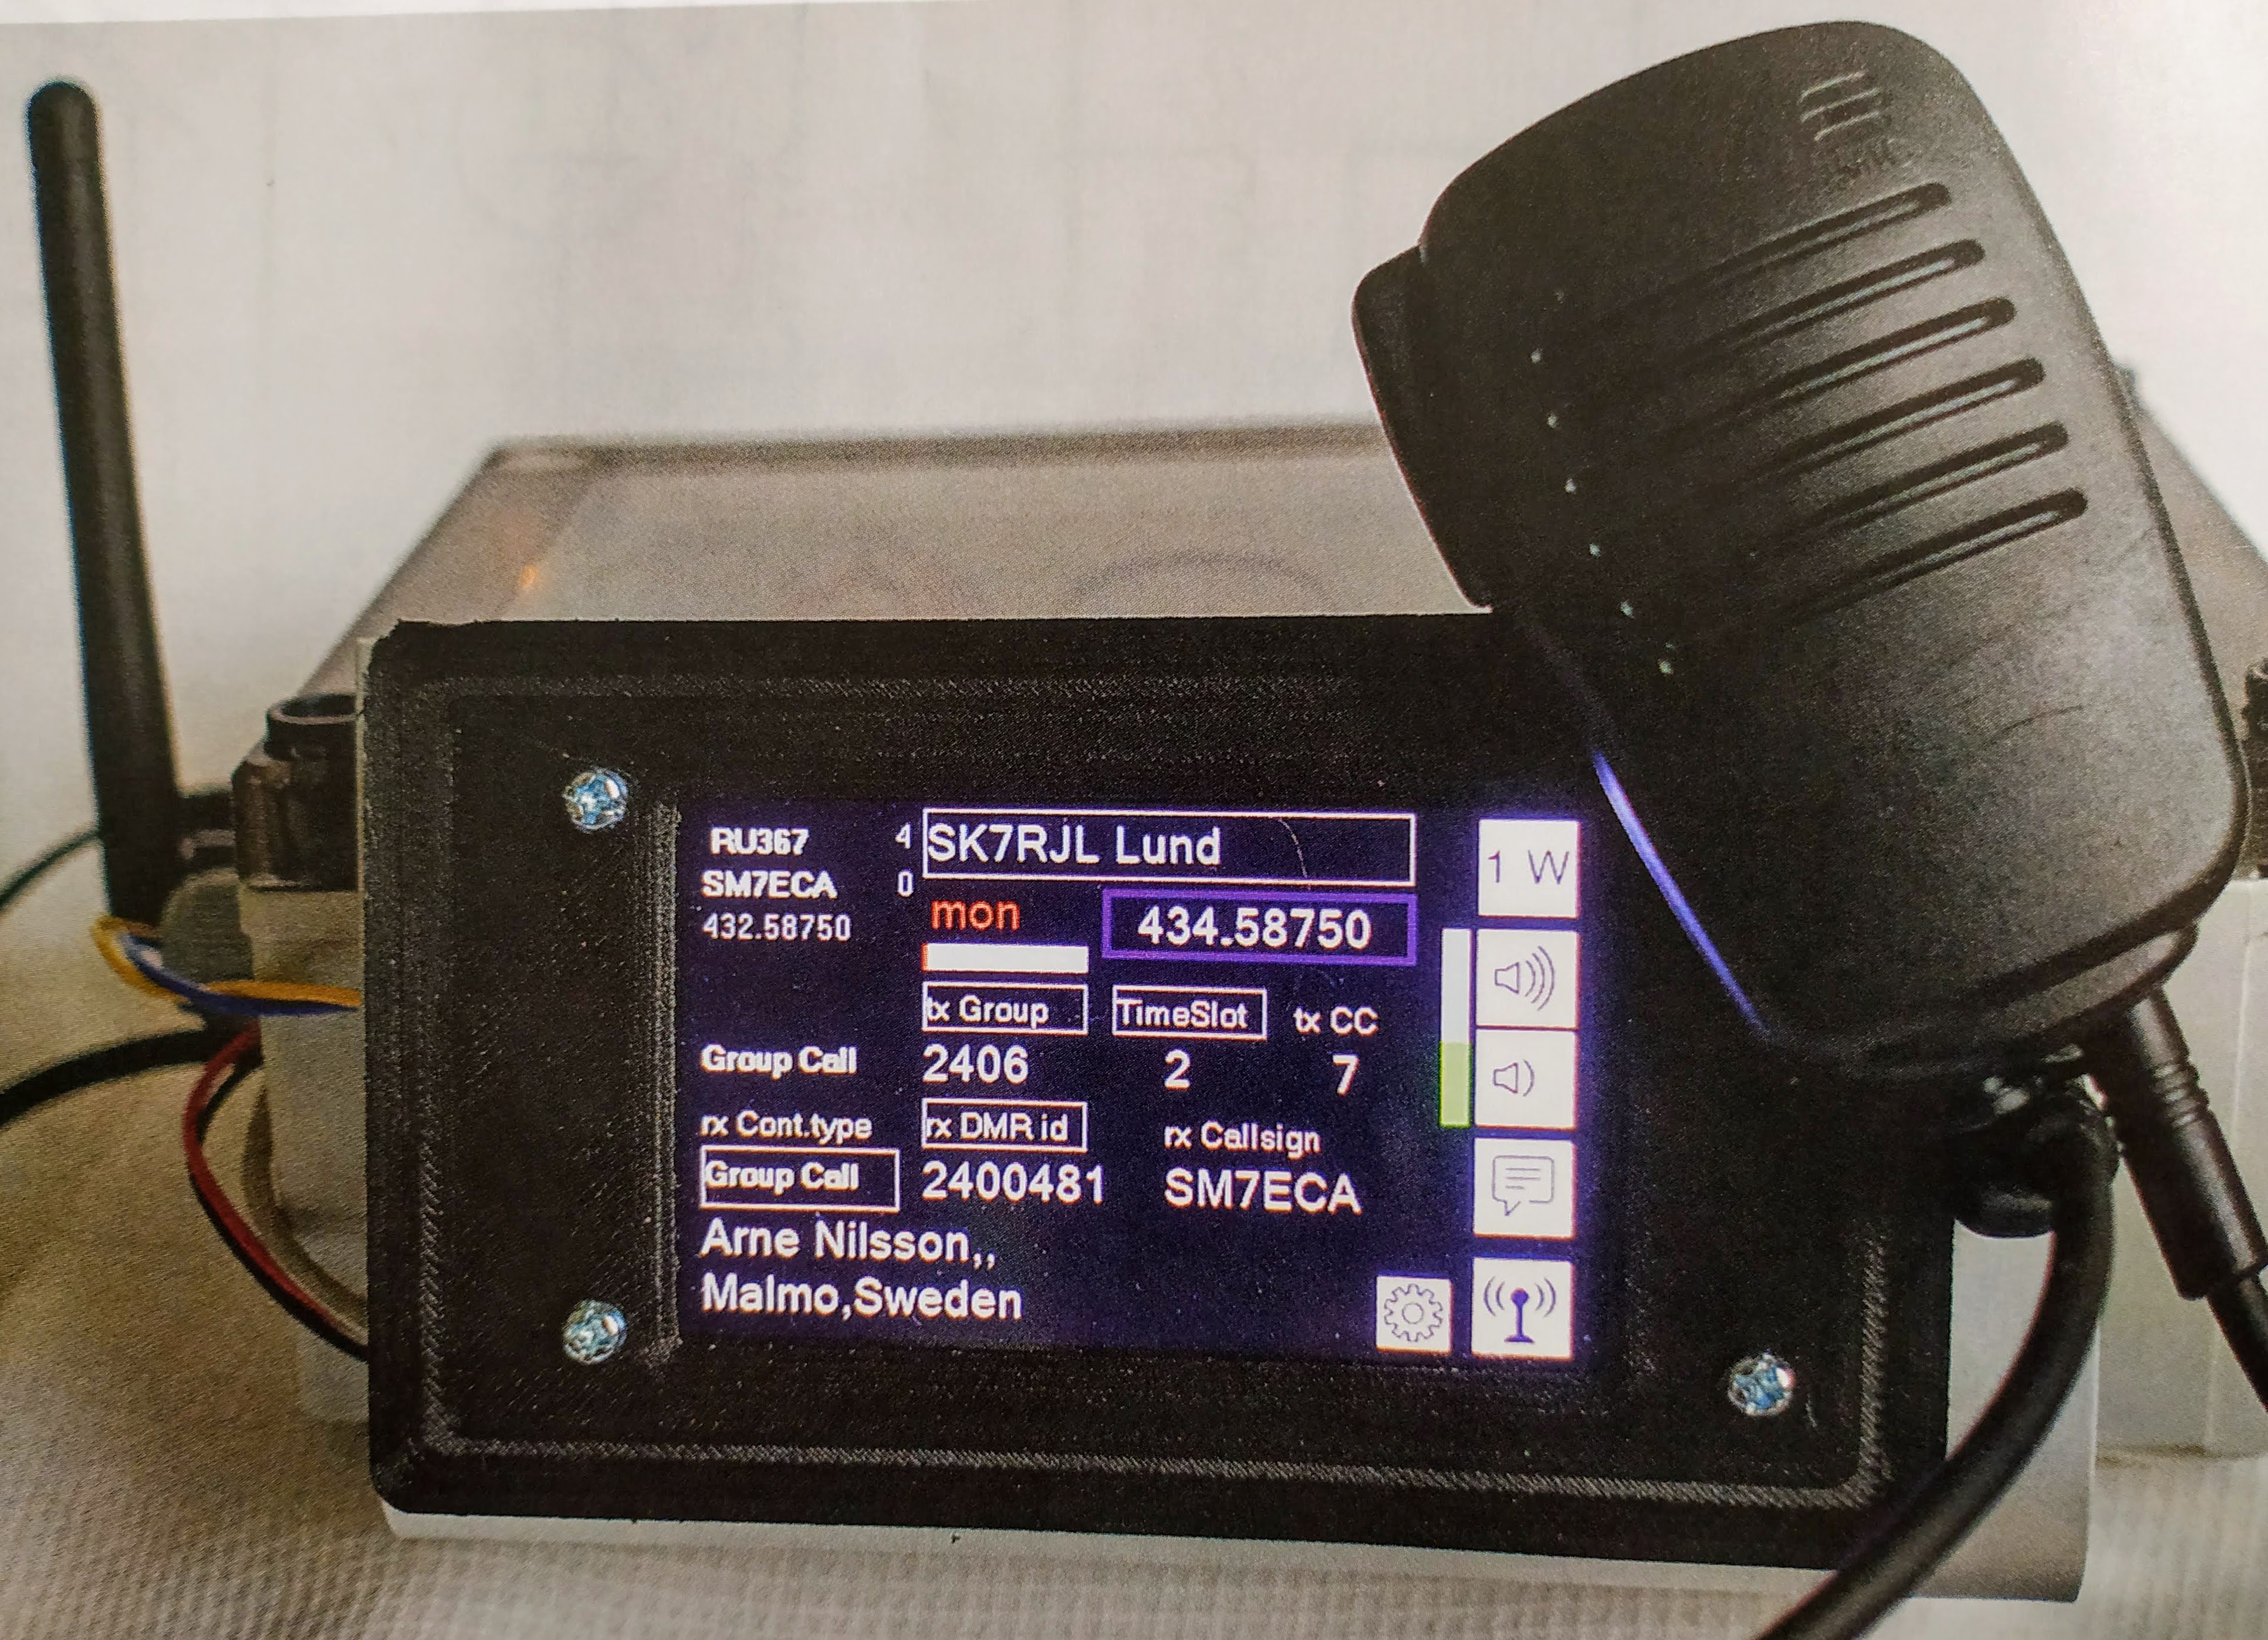 RU367 4 SK7RJL Lund
SM7ECA 0
432.58750 mon 434.58750
1 W
tx Group TimeSlot tx CC
Group Call 2406 2 7
rx Cont.type rx DMR id rx Callsign
Group Call 2400481 SM7ECA
Arne Nilsson,,
Malmo,Sweden